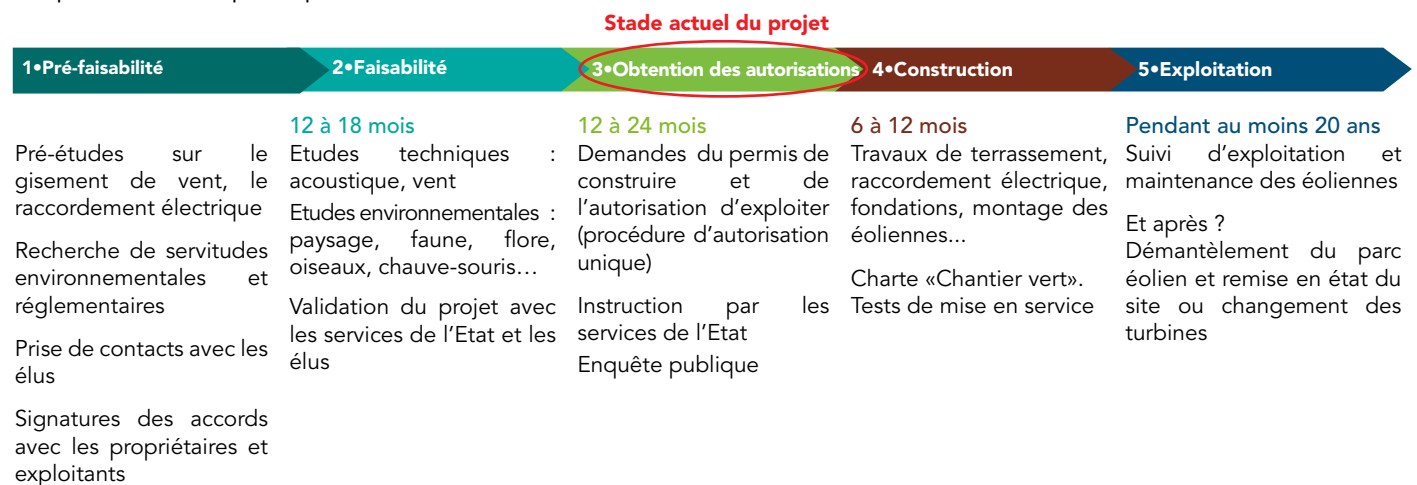 Stade actuel du projet
1•Pré-faisabilité
2•Faisabilité
3•Obtention des autorisations
4•Construction
5•Exploitation
Pré-études sur le
gisement de vent, le
raccordement électrique
Recherche de servitudes
environnementales et
réglementaires
Prise de contacts avec les
élus
Signatures des accords
avec les propriétaires et
exploitants
12 à 18 mois
Etudes techniques :
acoustique, vent
Etudes environnementales :
paysage, faune, flore,
oiseaux, chauve-souris…
Validation du projet avec
les services de l'Etat et les
élus
12 à 24 mois
Demandes du permis de
construire et de
l'autorisation d'exploiter
(procédure d'autorisation
unique)
Instruction par les
services de l'Etat
Enquête publique
6 à 12 mois
Travaux de terrassement,
raccordement électrique,
fondations, montage des
éoliennes...
Charte «Chantier vert».
Tests de mise en service
Pendant au moins 20 ans
Suivi d'exploitation et
maintenance des éoliennes
Et après ?
Démantèlement du parc
éolien et remise en état du
site ou changement des
turbines